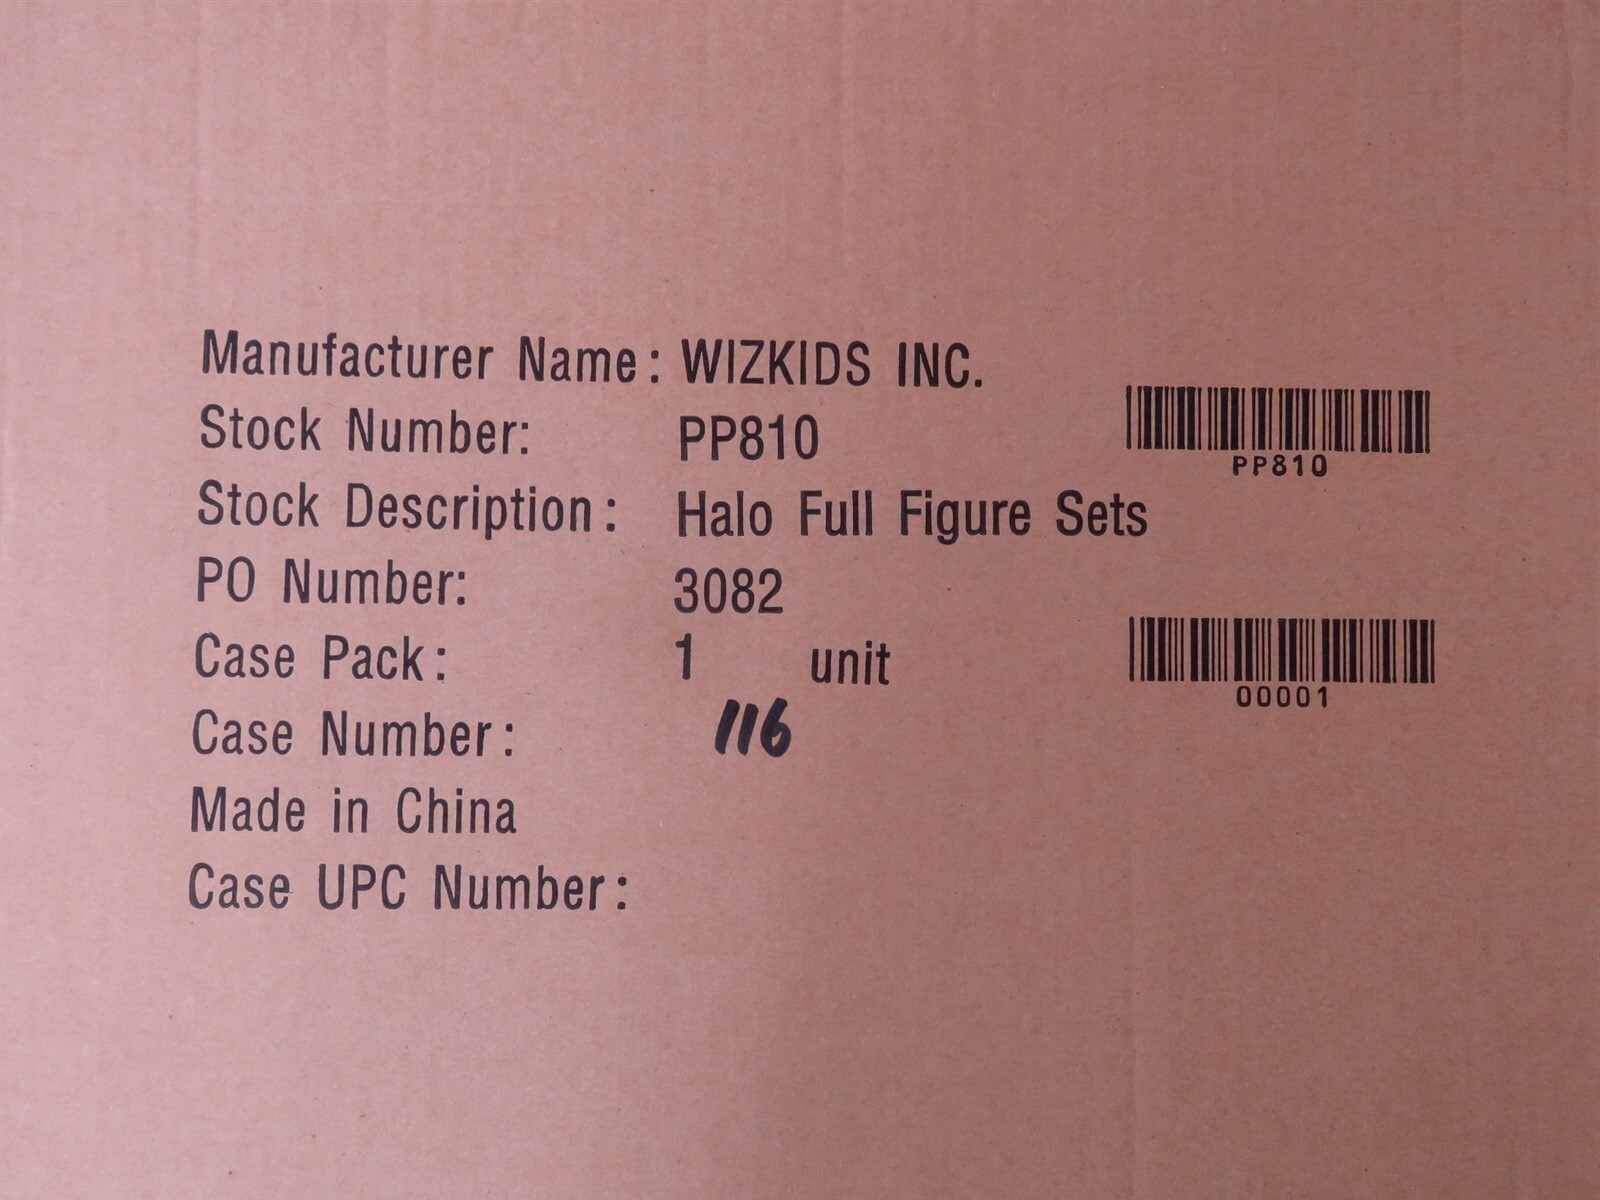 Manufacturer Name: WIZKIDS INC.
Stock Number: PP810
PP810
Stock Description: Halo Full Figure Sets
PO Number: 3082
Case Pack: 1 unit
00001
Case Number: 116
Made in China
Case UPC Number: